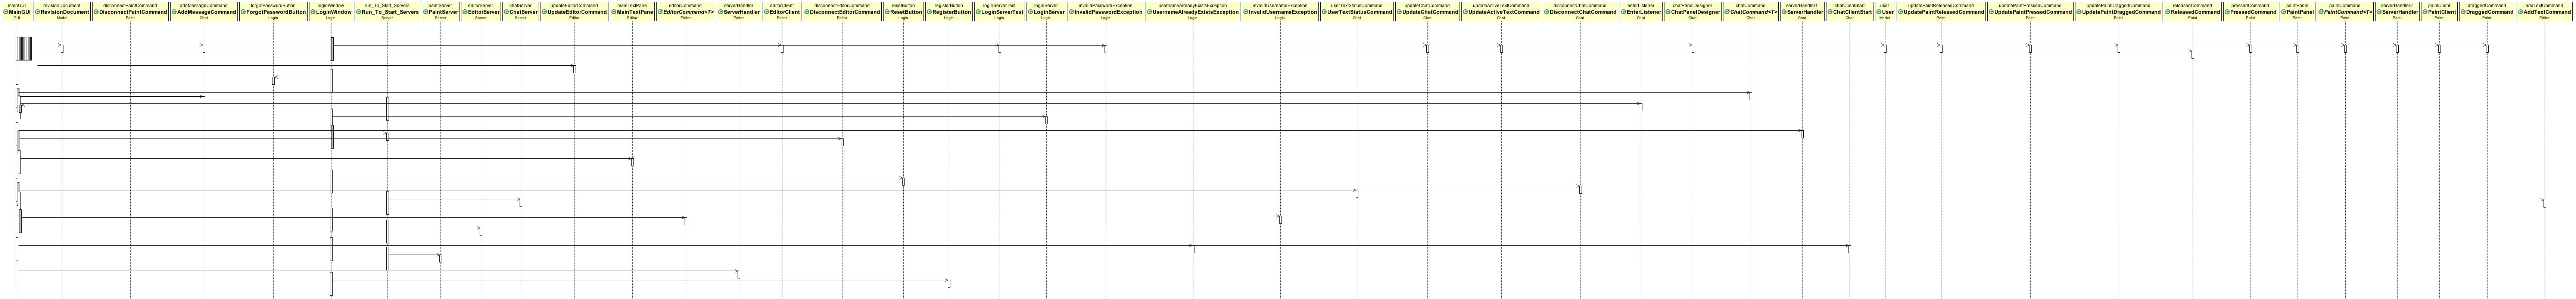 mainGUI
MainGUI
GUI
revisionDocument
RevisionDocument
Model
disconnectPaintCommand
DisconnectPaintCommand
Paint
addMessageCommand
AddMessageCommand
Chat
forgotPasswordButton
ForgotPasswordButton
Login
loginWindow
LoginWindow
Login
run_To_Start_Servers
Run_To_Start_Servers
Servers
paintServer
PaintServer
Server
editorServer
EditorServer
Server
chatServer
ChatServer
Server
updateEditorCommand
UpdateEditorCommand
Editor
mainTextPane
MainTextPane
Editor
editorCommand
EditorCommand<T>
Editor
serverHandler
ServerHandler
Editor
editorClient
EditorClient
Editor
disconnectEditorCommand
DisconnectEditorCommand
Editor
resetButton
ResetButton
Login
registerButton
RegisterButton
Login
loginServerTest
LoginServerTest
Login
loginServer
LoginServer
Login
invalidPasswordException
InvalidPasswordException
Login
usernameAlreadyExistsException
UsernameAlreadyExistsException
Login
invalidUsernameException
InvalidUsernameException
Login
userTextStatusCommand
UserTextStatusCommand
Chat
updateChatCommand
UpdateChatCommand
Chat
updateActiveTextCommand
UpdateActiveTextCommand
Chat
disconnectChatCommand
DisconnectChatCommand
Chat
enterListener
EnterListener
Chat
chatPanelDesigner
ChatPanelDesigner
Chat
chatCommand
ChatCommand<T>
Chat
serverHandler1
ServerHandler
Chat
chatClientStart
ChatClientStart
Chat
user
User
Model
updatePaintReleasedCommand
UpdatePaintReleasedCommand
Paint
updatePaintPressedCommand
UpdatePaintPressedCommand
Paint
updatePaintDraggedCommand
UpdatePaintDraggedCommand
Paint
releasedCommand
ReleasedCommand
Paint
pressedCommand
PressedCommand
Paint
paintPanel
PaintPanel
Paint
paintCommand
PaintCommand<T>
Paint
serverHandler2
ServerHandler
Paint
paintClient
PaintClient
Paint
draggedCommand
DraggedCommand
Paint
addTextCommand
AddTextCommand
Editor